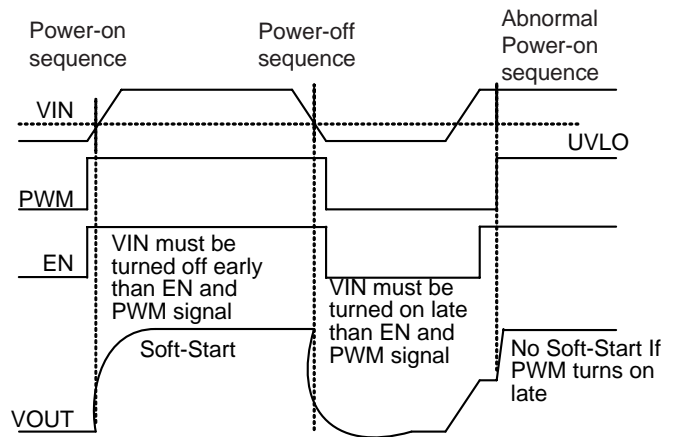 Power-on
sequence
Power-off
sequence
Abnormal
Power-on
sequence
VIN
UVLO
PWM
EN
VIN must be
turned off early
than EN and
PWM signal
VIN must be
turned on late
than EN and
PWM signal
Soft-Start
No Soft-Start If
PWM turns on
late
VOUT